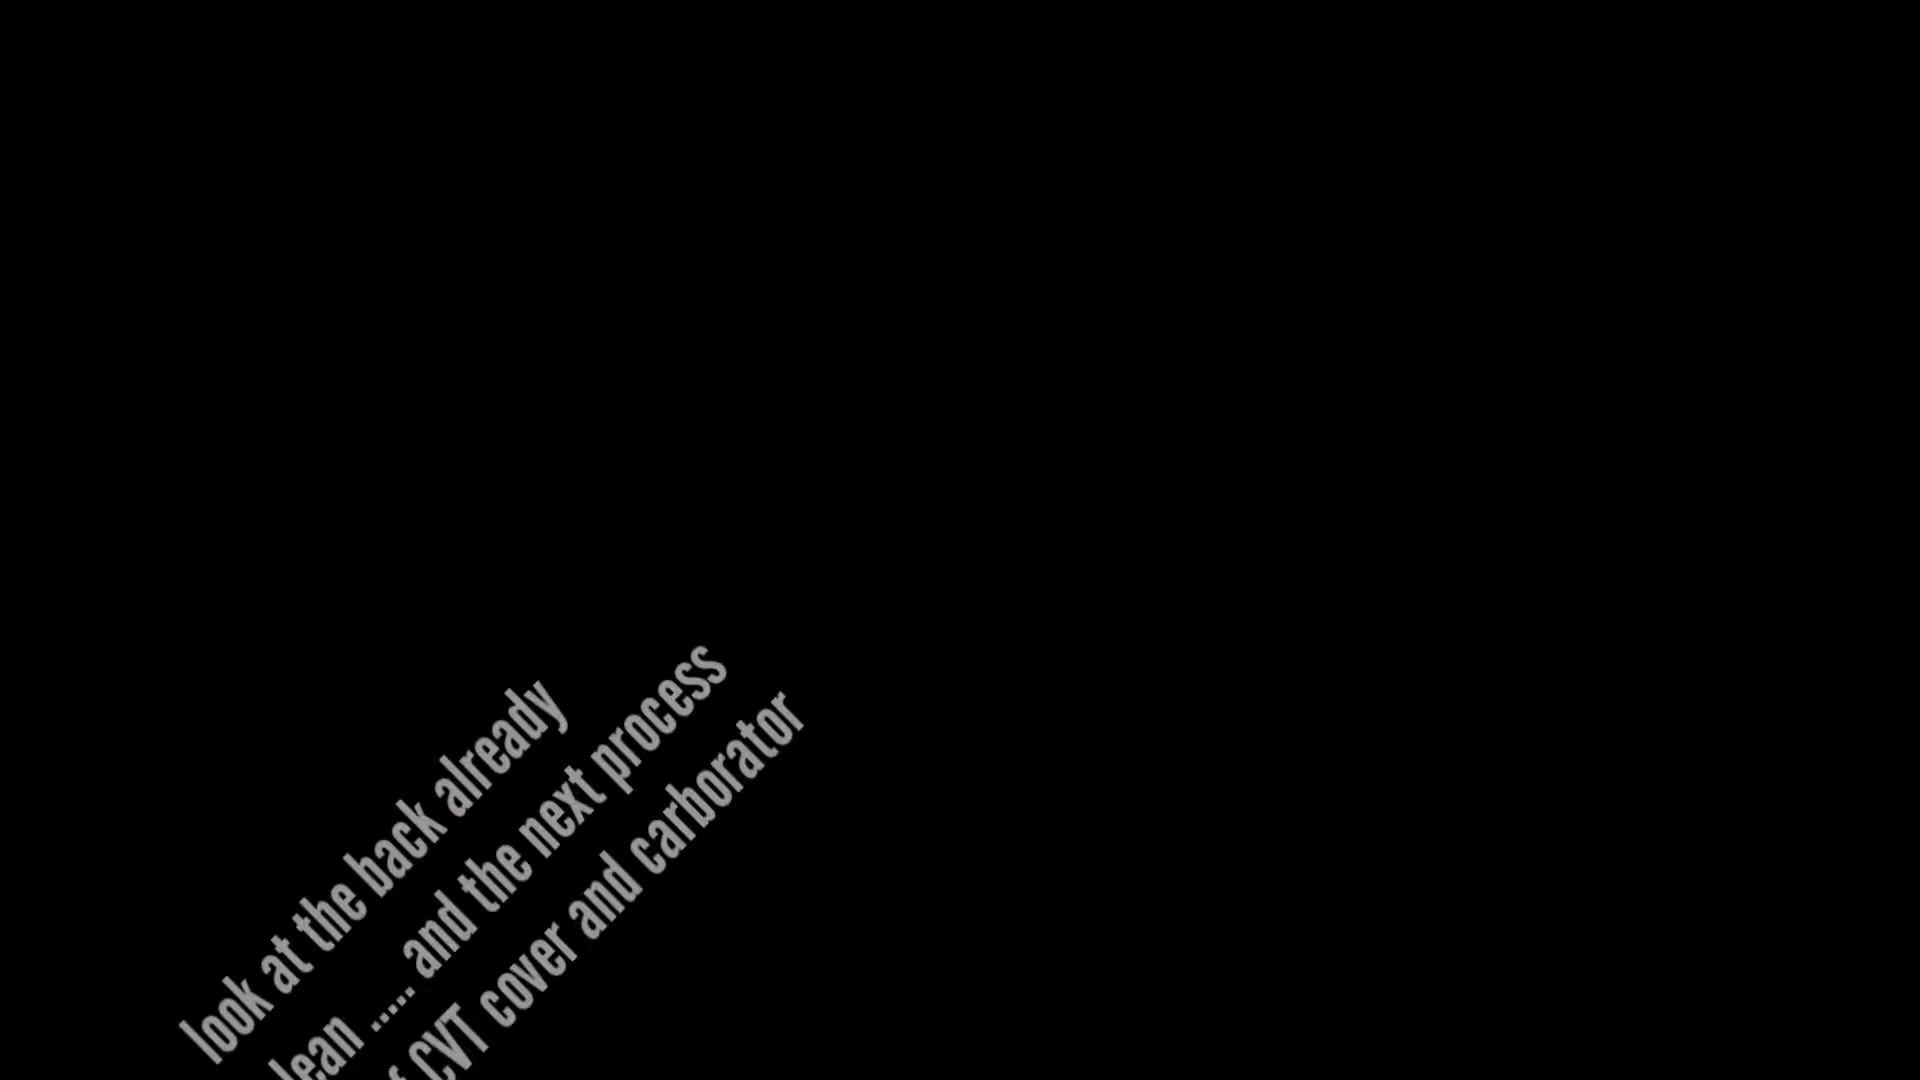 look at the back already
lean ..... and the next process
f CVT cover and carborator